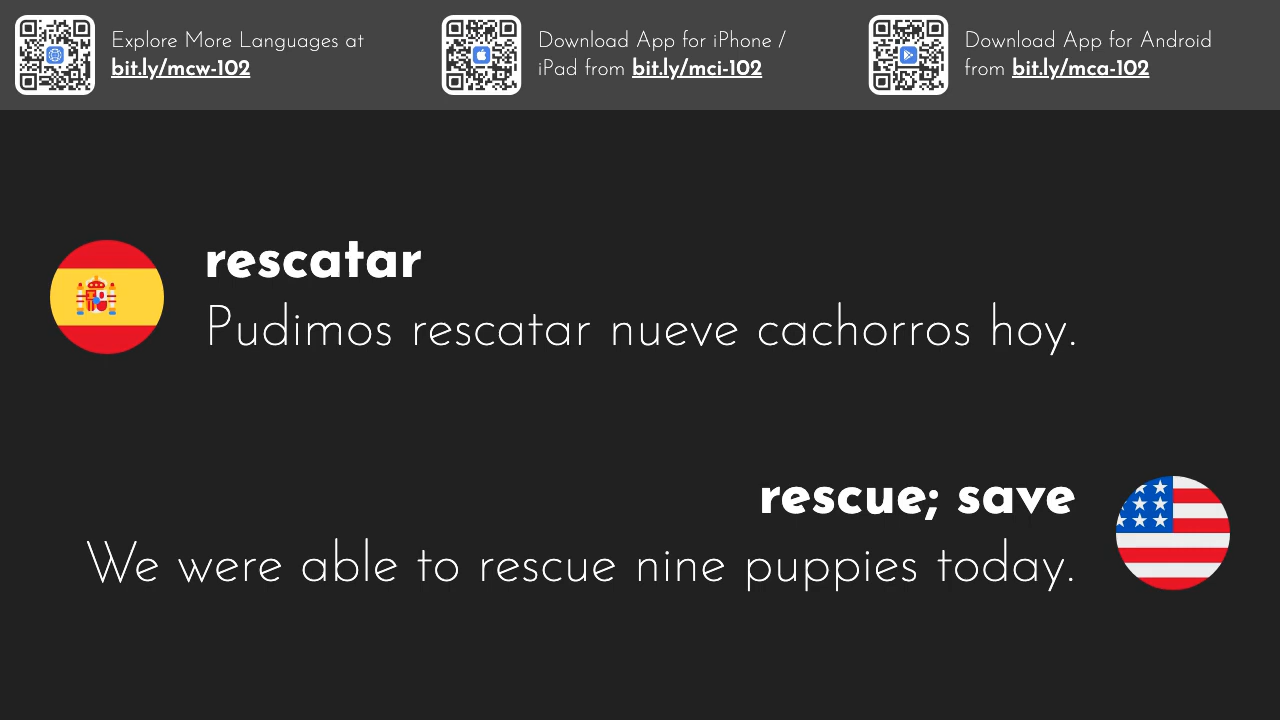 Explore More Languages at
bit.ly/mcw-102
Download App for iPhone /
iPad from bit.ly/mci-102
Download App for Android
from bit.ly/mca-102
rescatar
Pudimos rescatar nueve cachorros hoy.
rescue; save
We were able to rescue nine puppies today.